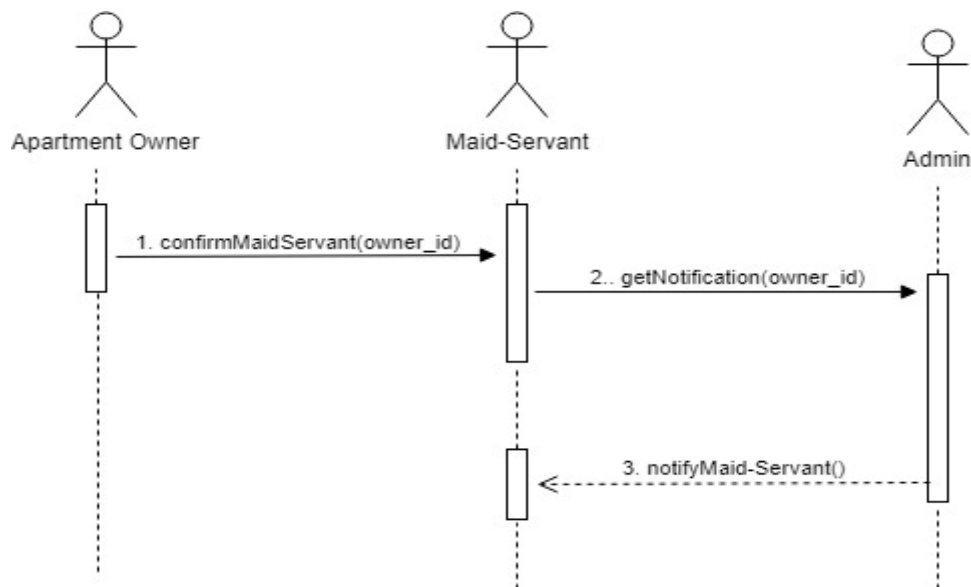 Apartment Owner
Maid-Servant
Admin
1. confirmMaidServant(owner_id)
2.. getNotification(owner_id)
3. notifyMaid-Servant()